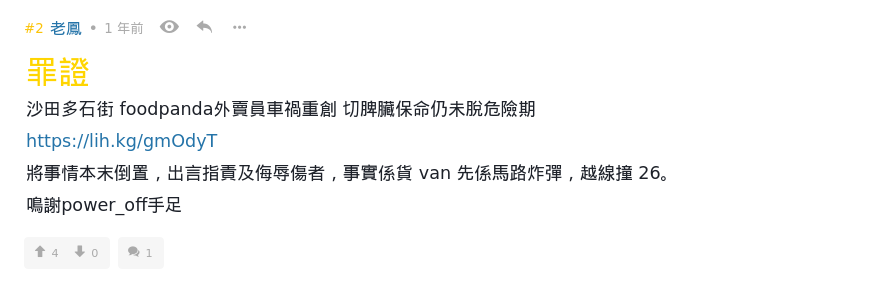 #2 老鳳 • 1 年前
罪證
沙田多石街 foodpanda外賣員車禍重創 切脾臟保命仍未脫危險期
https://lih.kg/gmOdyT
將事情本末倒置，出言指責及侮辱傷者，事實係貨 van 先係馬路炸彈，越線撞 26。
鳴謝power_off手足
4 0 1